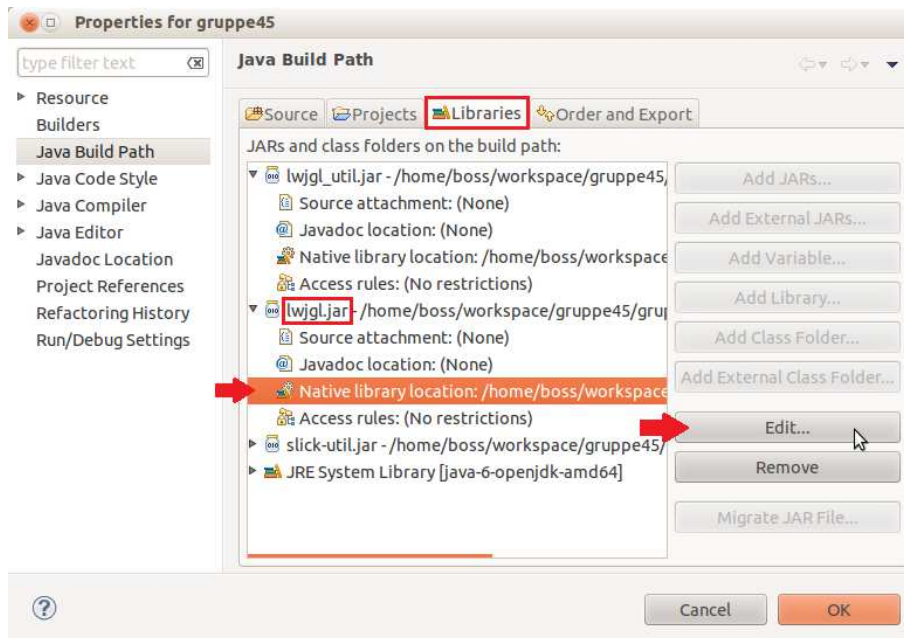 Properties for gruppe45
type filter text
Java Build Path
Resource
Builders
Java Build Path
Java Code Style
Java Compiler
Java Editor
Javadoc Location
Project References
Refactoring History
Run/Debug Settings
Source Projects Libraries Order and Export
JARs and class folders on the build path:
lwjgl_util.jar - /home/boss/workspace/gruppe45/
Source attachment: (None)
Javadoc location: (None)
Native library location: /home/boss/workspace
Access rules: (No restrictions)
lwjgl.jar - /home/boss/workspace/gruppe45/grup
Source attachment: (None)
Javadoc location: (None)
Native library location: /home/boss/workspace
Access rules: (No restrictions)
slick-util.jar - /home/boss/workspace/gruppe45/
JRE System Library [java-6-openjdk-amd64]
Add JARs...
Add External JARs...
Add Variable...
Add Library...
Add Class Folder...
Add External Class Folder...
Edit...
Remove
Migrate JAR File...
?
Cancel
OK